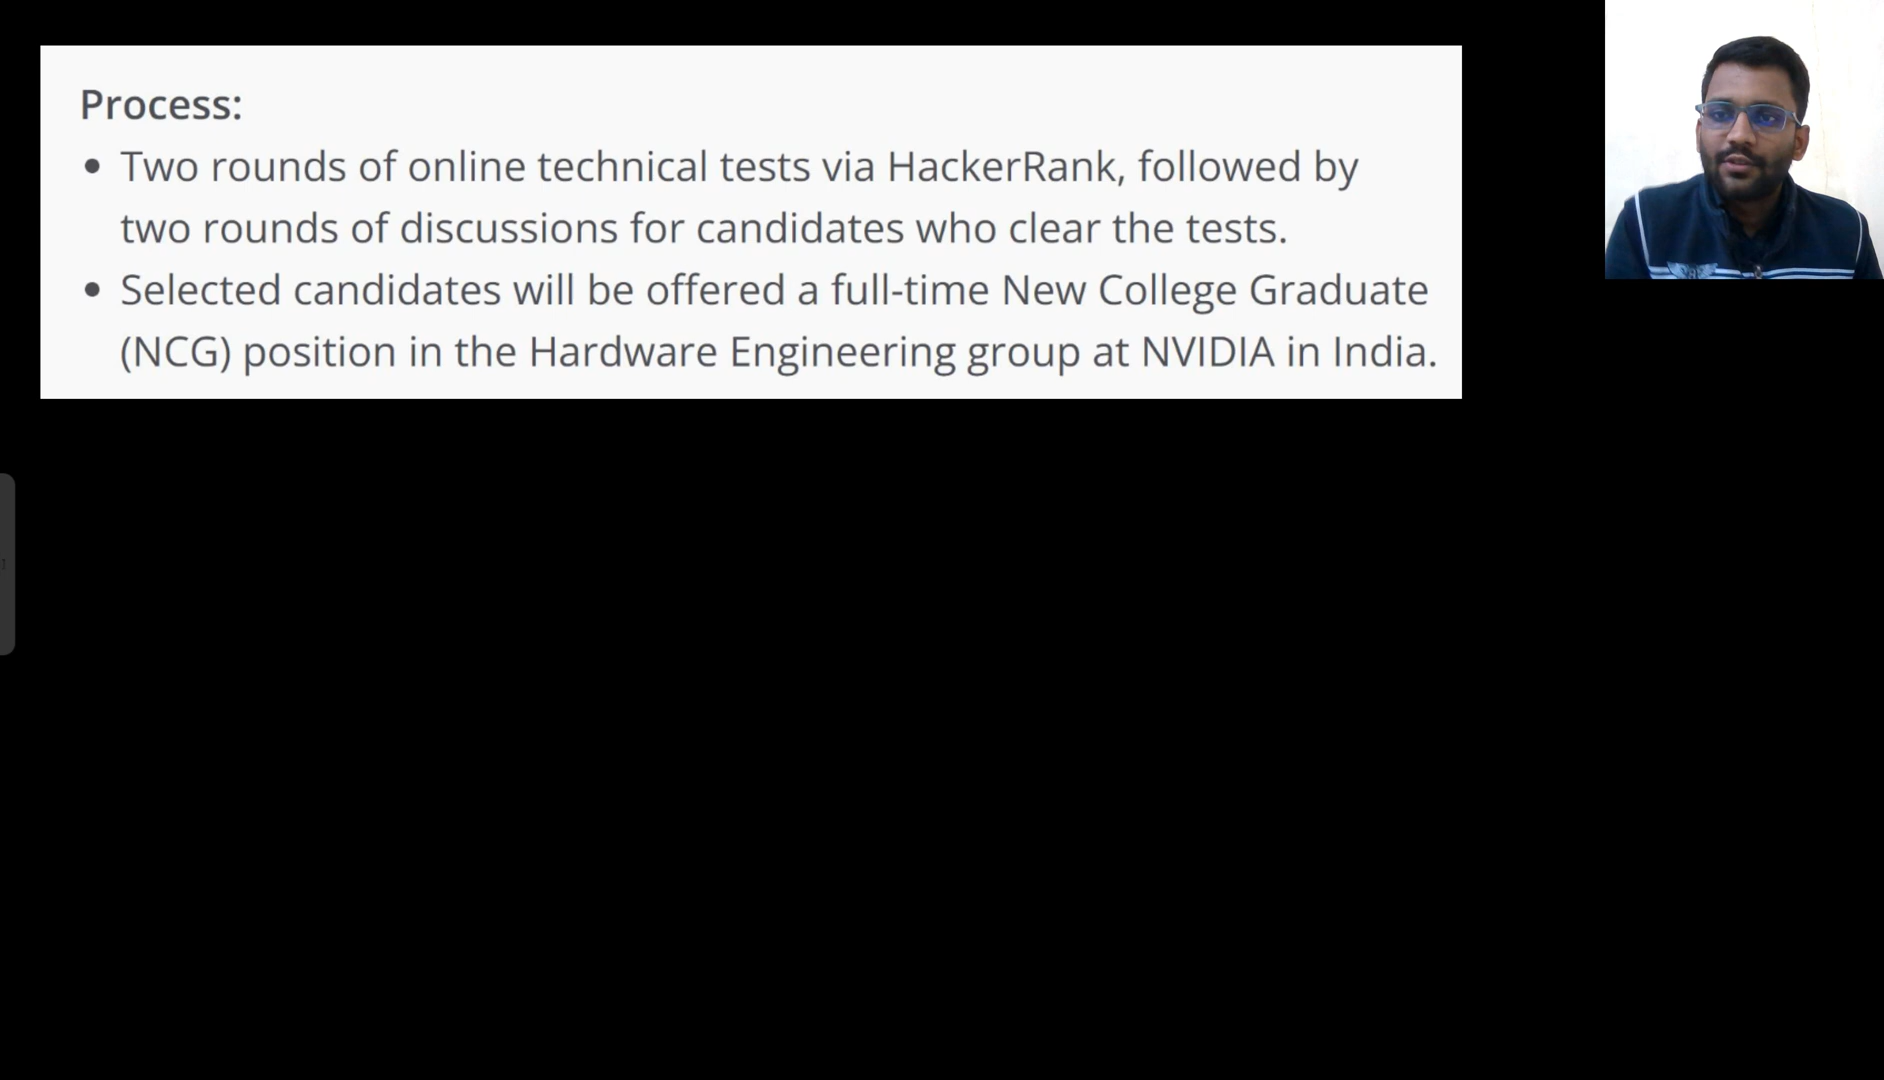 Process:
• Two rounds of online technical tests via HackerRank, followed by
two rounds of discussions for candidates who clear the tests.
• Selected candidates will be offered a full-time New College Graduate
(NCG) position in the Hardware Engineering group at NVIDIA in India.